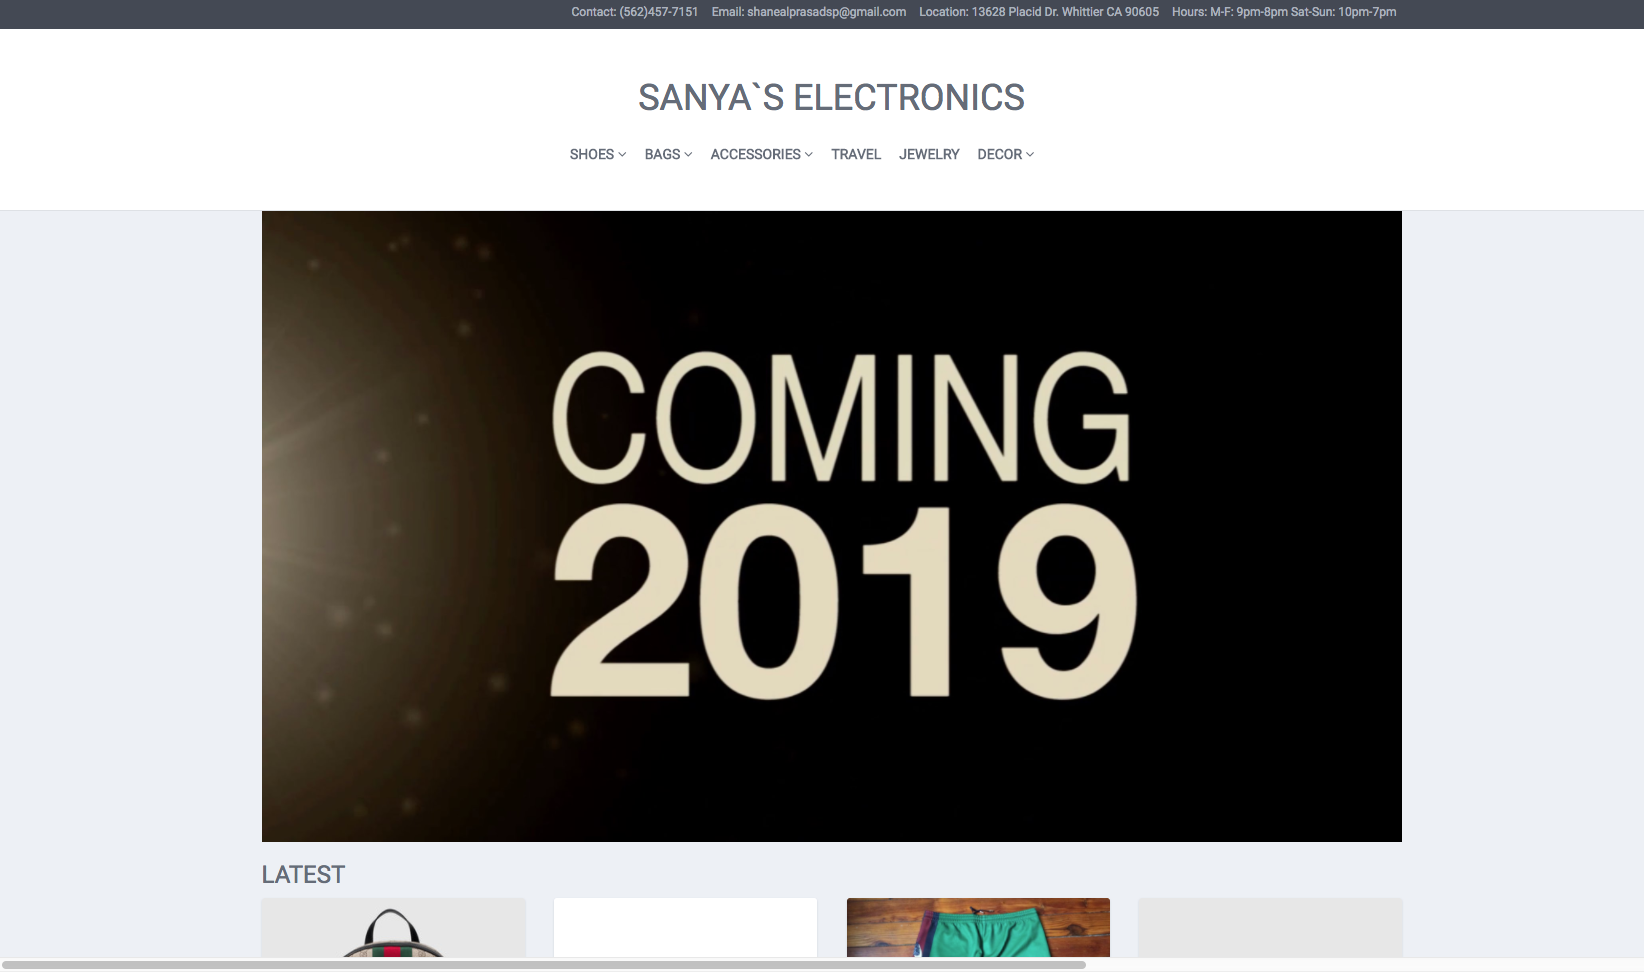 Contact: (562)457-7151 Email: shanealprasadsp@gmail.com Location: 13628 Placid Dr. Whittier CA 90605 Hours: M-F: 9pm-8pm Sat-Sun: 10pm-7pm
SANYA`S ELECTRONICS
SHOES BAGS ACCESSORIES TRAVEL JEWELRY DECOR
COMING
2019
LATEST